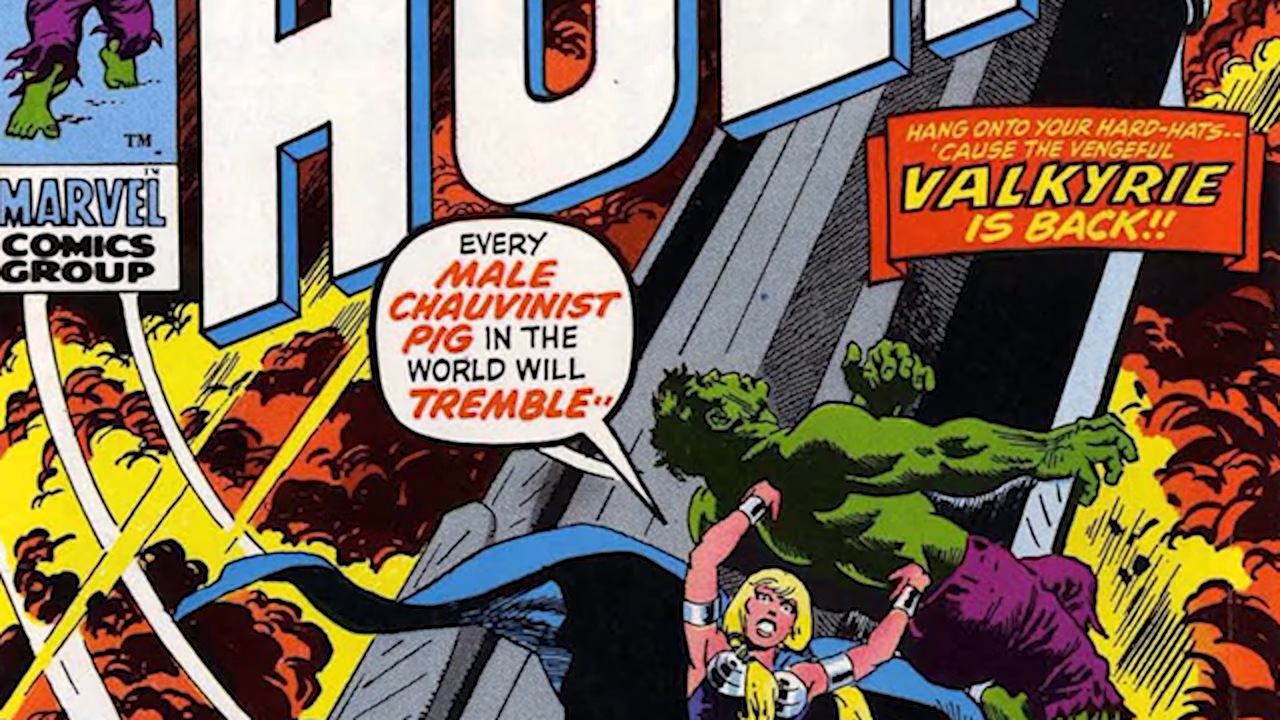 HULK
TM
MARVEL
COMICS
GROUP
HANG ONTO YOUR HARD-HATS--
'CAUSE THE VENGEFUL
VALKYRIE
IS BACK!!
EVERY
MALE
CHAUVINIST
PIG IN THE
WORLD WILL
TREMBLE--